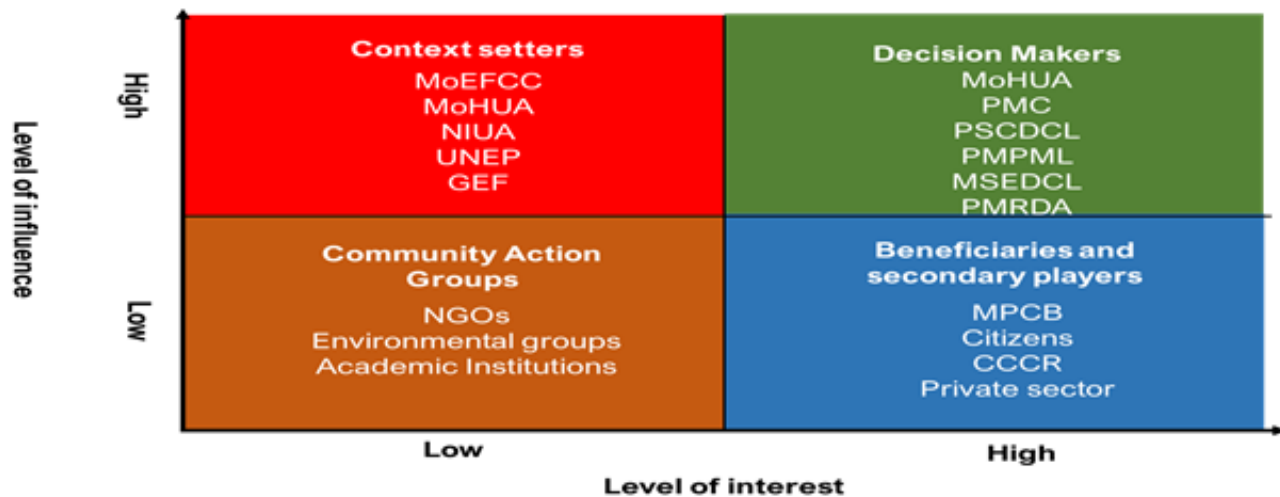 Level of influence
High
Low
Context setters
MoEFCC
MoHUA
NIUA
UNEP
GEF
Decision Makers
MoHUA
PMC
PSCDCL
PMPML
MSEDCL
PMRDA
Community Action
Groups
NGOs
Environmental groups
Academic Institutions
Beneficiaries and
secondary players
MPCB
Citizens
CCCR
Private sector
Low
High
Level of interest